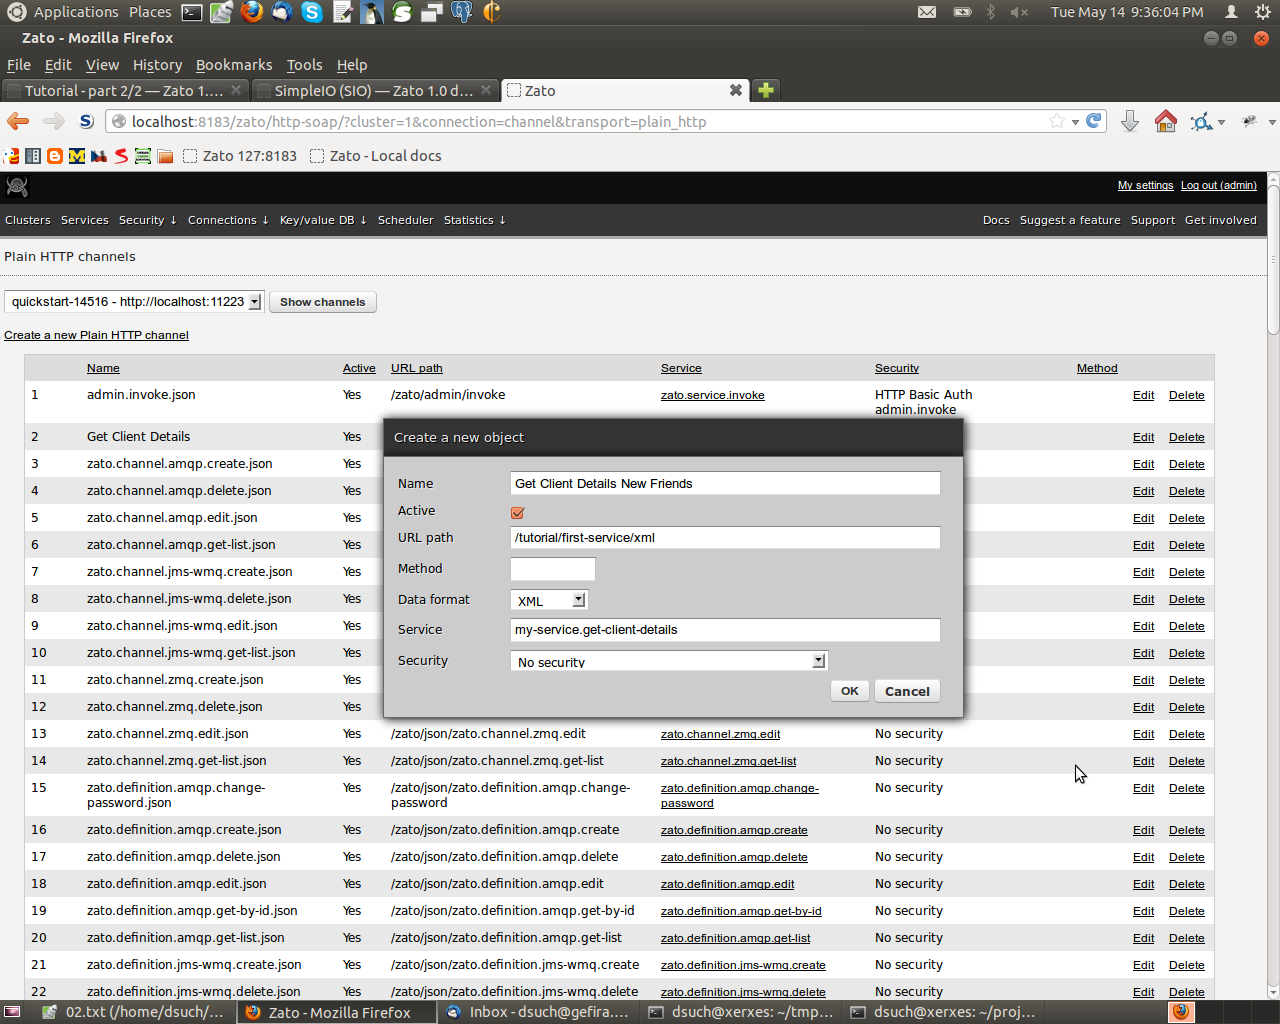 Applications Places Tue May 14 9:36:04 PM
Zato - Mozilla Firefox
File Edit View History Bookmarks Tools Help
Tutorial - part 2/2 — Zato 1.... SimpleIO (SIO) — Zato 1.0 d... Zato
localhost:8183/zato/http-soap/?cluster=1&connection=channel&transport=plain_http
Zato 127:8183 Zato - Local docs
My settings Log out (admin)
Clusters Services Security ↓ Connections ↓ Key/value DB ↓ Scheduler Statistics ↓ Docs Suggest a feature Support Get involved
Plain HTTP channels
quickstart-14516 - http://localhost:11223 Show channels
Create a new Plain HTTP channel
Name Active URL path Service Security Method
1 admin.invoke.json Yes /zato/admin/invoke zato.service.invoke HTTP Basic Auth Edit Delete
admin.invoke
2 Get Client Details Yes Edit Delete
3 zato.channel.amqp.create.json Yes Edit Delete
4 zato.channel.amqp.delete.json Yes Edit Delete
5 zato.channel.amqp.edit.json Yes Edit Delete
6 zato.channel.amqp.get-list.json Yes Edit Delete
7 zato.channel.jms-wmq.create.json Yes Edit Delete
8 zato.channel.jms-wmq.delete.json Yes Edit Delete
9 zato.channel.jms-wmq.edit.json Yes Edit Delete
10 zato.channel.jms-wmq.get-list.json Yes Edit Delete
11 zato.channel.zmq.create.json Yes Edit Delete
12 zato.channel.zmq.delete.json Yes Edit Delete
Create a new object
Name Get Client Details New Friends
Active
URL path /tutorial/first-service/xml
Method
Data format XML
Service my-service.get-client-details
Security No security
OK Cancel
13 zato.channel.zmq.edit.json Yes /zato/json/zato.channel.zmq.edit zato.channel.zmq.edit No security Edit Delete
14 zato.channel.zmq.get-list.json Yes /zato/json/zato.channel.zmq.get-list zato.channel.zmq.get-list No security Edit Delete
15 zato.definition.amqp.change- Yes /zato/json/zato.definition.amqp.change- zato.definition.amqp.change- No security Edit Delete
password.json password password
16 zato.definition.amqp.create.json Yes /zato/json/zato.definition.amqp.create zato.definition.amqp.create No security Edit Delete
17 zato.definition.amqp.delete.json Yes /zato/json/zato.definition.amqp.delete zato.definition.amqp.delete No security Edit Delete
18 zato.definition.amqp.edit.json Yes /zato/json/zato.definition.amqp.edit zato.definition.amqp.edit No security Edit Delete
19 zato.definition.amqp.get-by-id.json Yes /zato/json/zato.definition.amqp.get-by-id zato.definition.amqp.get-by-id No security Edit Delete
20 zato.definition.amqp.get-list.json Yes /zato/json/zato.definition.amqp.get-list zato.definition.amqp.get-list No security Edit Delete
21 zato.definition.jms-wmq.create.json Yes /zato/json/zato.definition.jms-wmq.create zato.definition.jms-wmq.create No security Edit Delete
22 zato.definition.jms-wmq.delete.json Yes /zato/json/zato.definition.jms-wmq.delete zato.definition.jms-wmq.delete No security Edit Delete
02.txt (/home/dsuch/... Zato - Mozilla Firefox Inbox - dsuch@gefira.... dsuch@xerxes: ~/tmp... dsuch@xerxes: ~/proj...